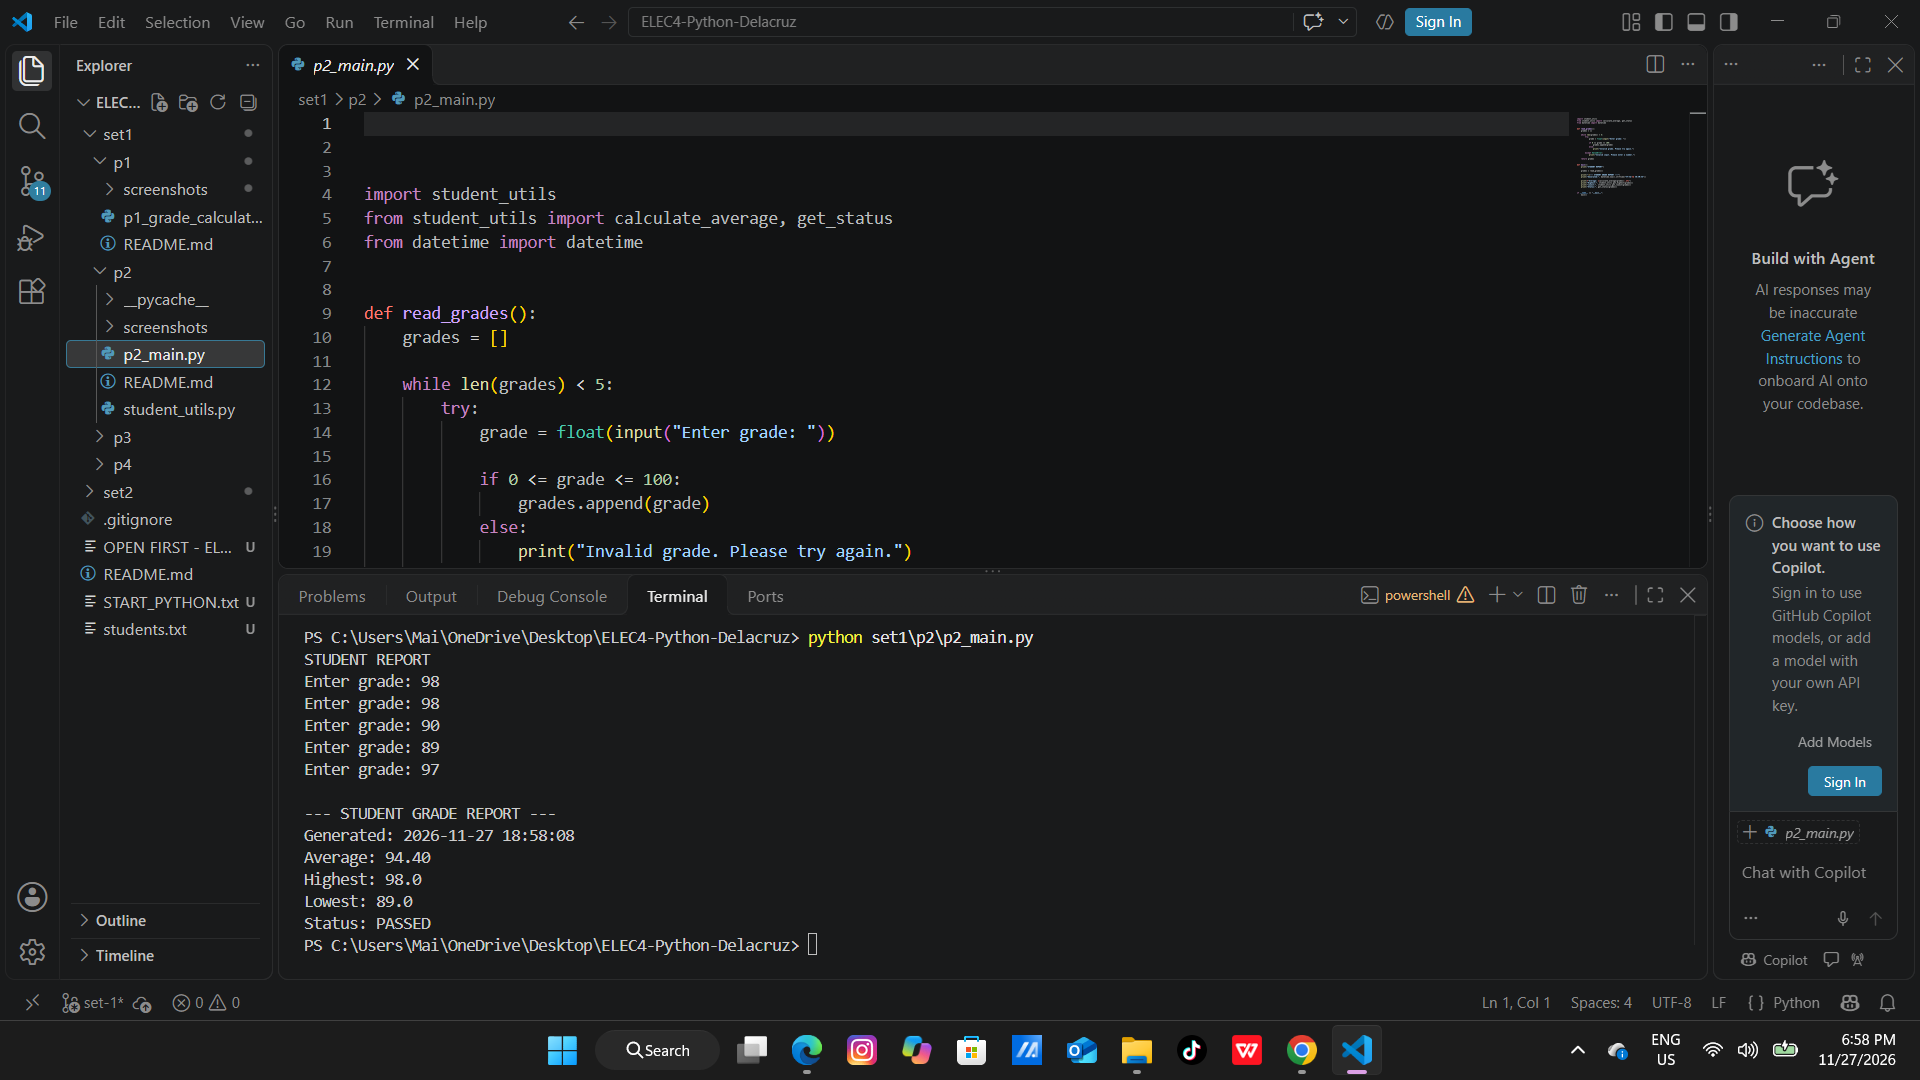 File Edit Selection View Go Run Terminal Help
ELEC4-Python-Delacruz
Sign In
Explorer
ELEC...
set1
p1
screenshots
p1_grade_calculat...
README.md
p2
__pycache__
screenshots
p2_main.py
README.md
student_utils.py
p3
p4
set2
.gitignore
OPEN FIRST - EL... U
README.md
START_PYTHON.txt U
students.txt U
Outline
Timeline
11
p2_main.py
set1 > p2 > p2_main.py
1
2
3
4 import student_utils
5 from student_utils import calculate_average, get_status
6 from datetime import datetime
7
8
9 def read_grades():
10 grades = []
11
12 while len(grades) < 5:
13 try:
14 grade = float(input("Enter grade: "))
15
16 if 0 <= grade <= 100:
17 grades.append(grade)
18 else:
19 print("Invalid grade. Please try again.")
Problems Output Debug Console Terminal Ports
powershell
PS C:\Users\Mai\OneDrive\Desktop\ELEC4-Python-Delacruz> python set1\p2\p2_main.py
STUDENT REPORT
Enter grade: 98
Enter grade: 98
Enter grade: 90
Enter grade: 89
Enter grade: 97
--- STUDENT GRADE REPORT ---
Generated: 2026-11-27 18:58:08
Average: 94.40
Highest: 98.0
Lowest: 89.0
Status: PASSED
PS C:\Users\Mai\OneDrive\Desktop\ELEC4-Python-Delacruz>
Build with Agent
AI responses may
be inaccurate
Generate Agent
Instructions to
onboard AI onto
your codebase.
Choose how
you want to use
Copilot.
Sign in to use
GitHub Copilot
models, or add
a model with
your own API
key.
Add Models
Sign In
p2_main.py
Chat with Copilot
Copilot
set-1* 0 0
Ln 1, Col 1 Spaces: 4 UTF-8 LF { } Python
Search
ENG
US
6:58 PM
11/27/2026